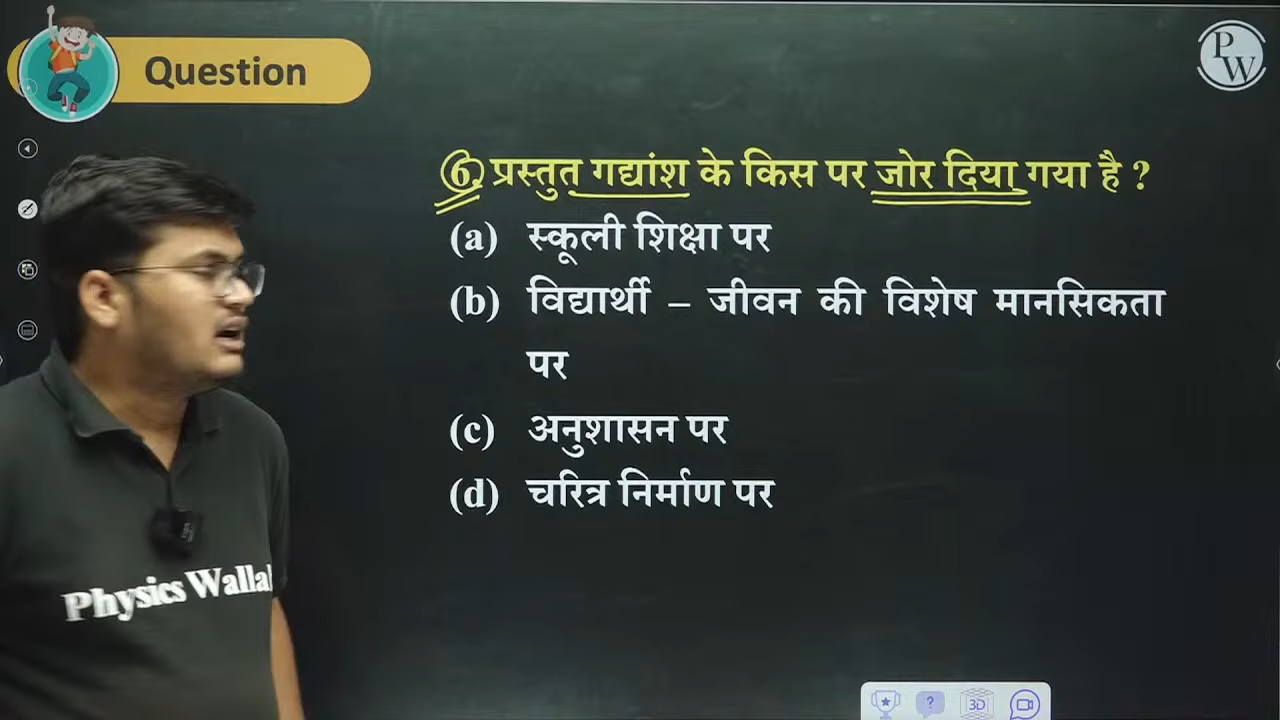 Question
PW
6. प्रस्तुत गद्यांश के किस पर जोर दिया गया है ?
(a) स्कूली शिक्षा पर
(b) विद्यार्थी – जीवन की विशेष मानसिकता
पर
(c) अनुशासन पर
(d) चरित्र निर्माण पर
Physics Wallah
?
3D